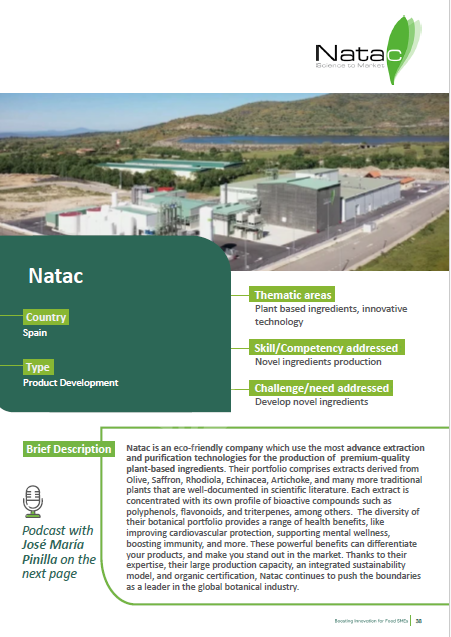 Natac
Science to Market
Natac
Country
Spain
Type
Product Development
Thematic areas
Plant based ingredients, innovative
technology
Skill/Competency addressed
Novel ingredients production
Challenge/need addressed
Develop novel ingredients
Brief Description
Natac is an eco-friendly company which use the most advance extraction
and purification technologies for the production of premium-quality
plant-based ingredients. Their portfolio comprises extracts derived from
Olive, Saffron, Rhodiola, Echinacea, Artichoke, and many more traditional
plants that are well-documented in scientific literature. Each extract is
concentrated with its own profile of bioactive compounds such as
polyphenols, flavonoids, and triterpenes, among others. The diversity of
their botanical portfolio provides a range of health benefits, like
improving cardiovascular protection, supporting mental wellness,
boosting immunity, and more. These powerful benefits can differentiate
your products, and make you stand out in the market. Thanks to their
expertise, their large production capacity, an integrated sustainability
model, and organic certification, Natac continues to push the boundaries
as a leader in the global botanical industry.
Podcast with
José María
Pinilla on the
next page
Boosting Innovation for Food SMEs 38